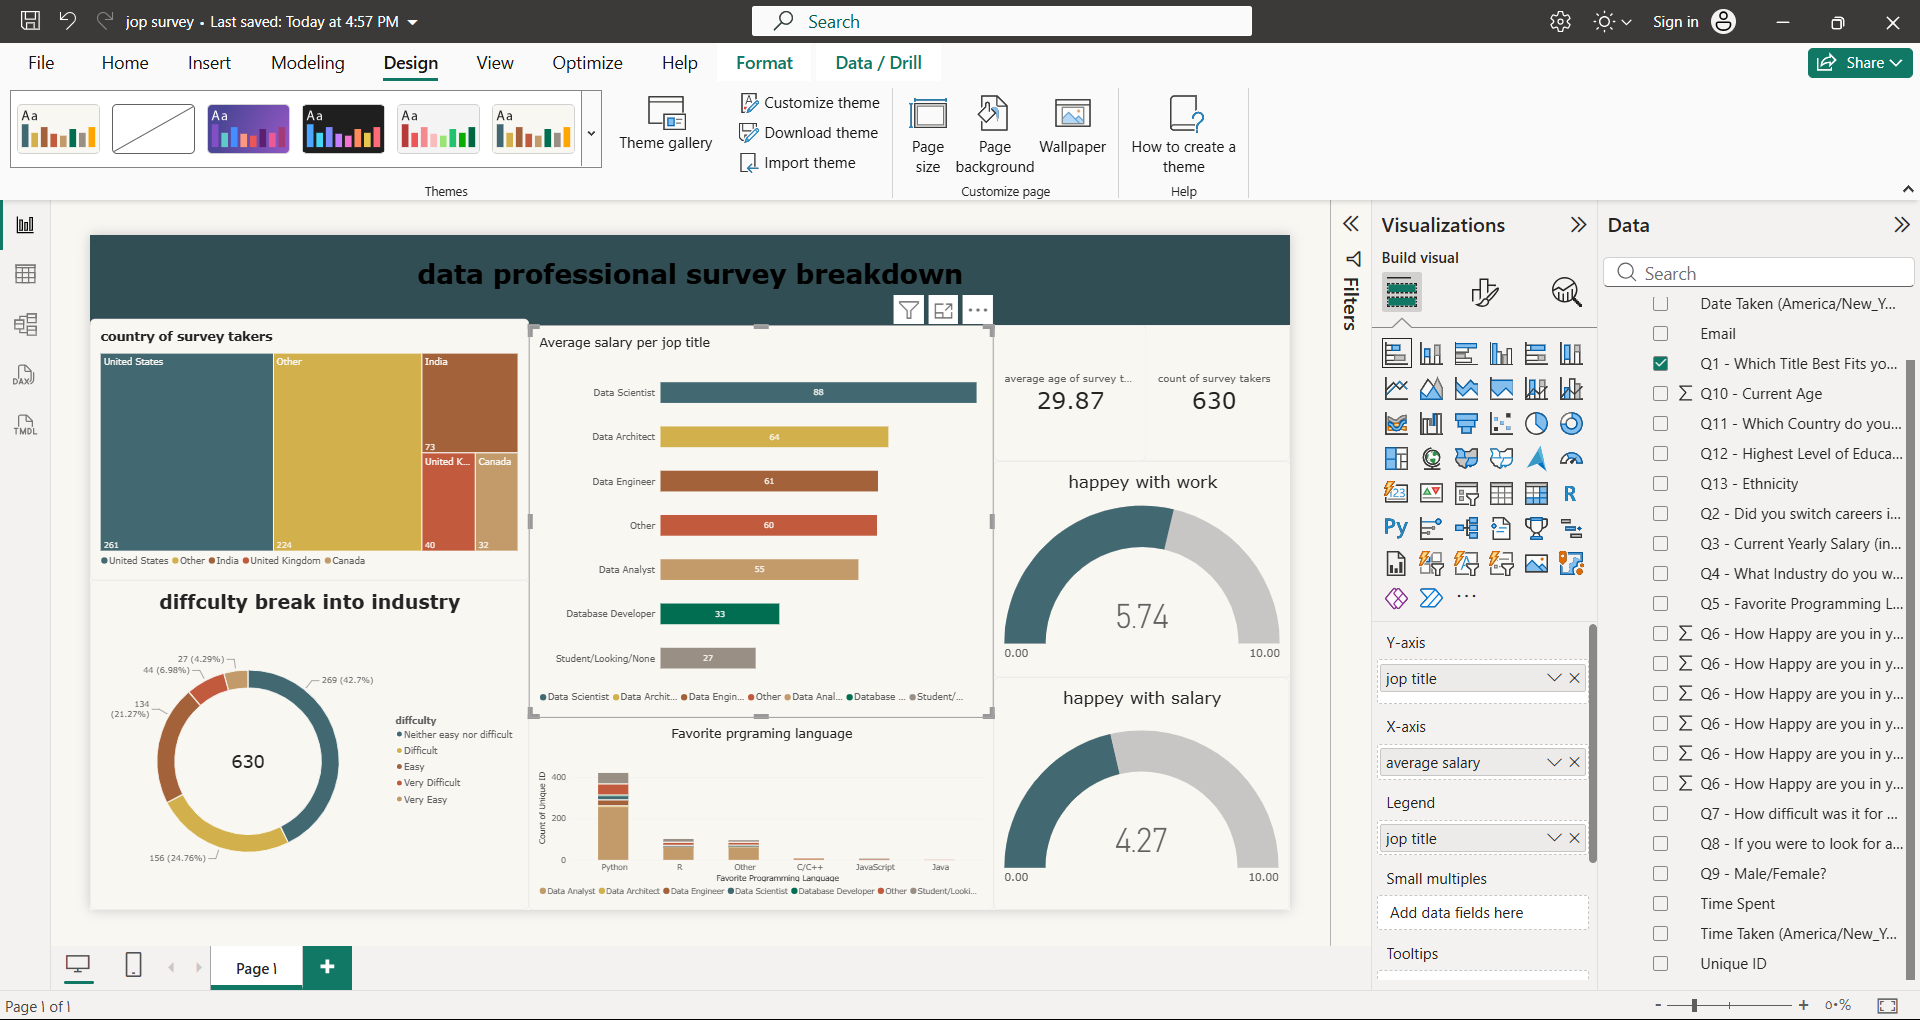 jop survey • Last saved: Today at 4:57 PM
Search
Sign in
File Home Insert Modeling Design View Optimize Help Format Data / Drill
Share
Aa Aa Aa Aa Aa
Theme gallery
Customize theme
Download theme
Import theme
Themes
Page size
Page background
Wallpaper
Customize page
How to create a theme
Help
DAX
TMDL
data professional survey breakdown
country of survey takers
United States
261
Other
224
India
73
United K...
40
Canada
32
United States Other India United Kingdom Canada
diffculty break into industry
27 (4.29%)
44 (6.98%)
134
(21.27%)
269 (42.7%)
156 (24.76%)
630
diffculty
Neither easy nor difficult
Difficult
Easy
Very Difficult
Very Easy
Average salary per jop title
Data Scientist 88
Data Architect 64
Data Engineer 61
Other 60
Data Analyst 55
Database Developer 33
Student/Looking/None 27
Data Scientist Data Archit... Data Engin... Other Data Anal... Database ... Student/...
Favorite prgraming language
Count of Unique ID
400
200
0
Python R Other C/C++ JavaScript Java
Favorite Programming Language
Data Analyst Data Architect Data Engineer Data Scientist Database Developer Other Student/Looki...
average age of survey t...
29.87
count of survey takers
630
happey with work
5.74
0.00 10.00
happey with salary
4.27
0.00 10.00
Filters
Visualizations
Build visual
123
R
Py
Y-axis
jop title
X-axis
average salary
Legend
jop title
Small multiples
Add data fields here
Tooltips
Data
Search
Date Taken (America/New_Y...
Email
Q1 - Which Title Best Fits yo...
Σ Q10 - Current Age
Q11 - Which Country do you...
Q12 - Highest Level of Educa...
Q13 - Ethnicity
Q2 - Did you switch careers i...
Q3 - Current Yearly Salary (in...
Q4 - What Industry do you w...
Q5 - Favorite Programming L...
Σ Q6 - How Happy are you in y...
Σ Q6 - How Happy are you in y...
Σ Q6 - How Happy are you in y...
Σ Q6 - How Happy are you in y...
Σ Q6 - How Happy are you in y...
Σ Q6 - How Happy are you in y...
Q7 - How difficult was it for ...
Q8 - If you were to look for a...
Q9 - Male/Female?
Time Spent
Time Taken (America/New_Y...
Unique ID
Page ١
Page ١ of ١
- + ٥٠%